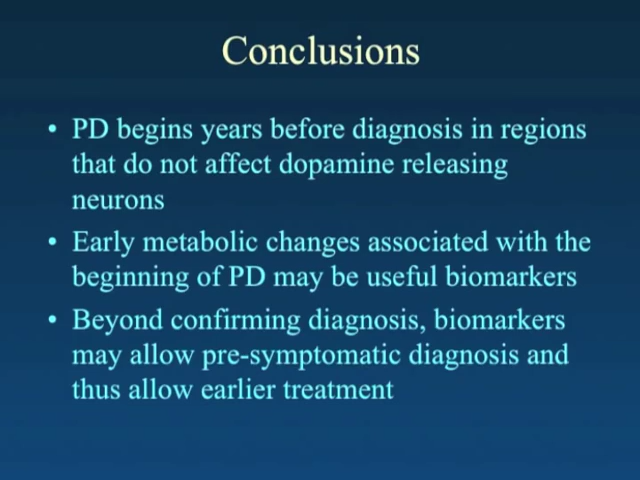 Conclusions
• PD begins years before diagnosis in regions
that do not affect dopamine releasing
neurons
• Early metabolic changes associated with the
beginning of PD may be useful biomarkers
• Beyond confirming diagnosis, biomarkers
may allow pre-symptomatic diagnosis and
thus allow earlier treatment